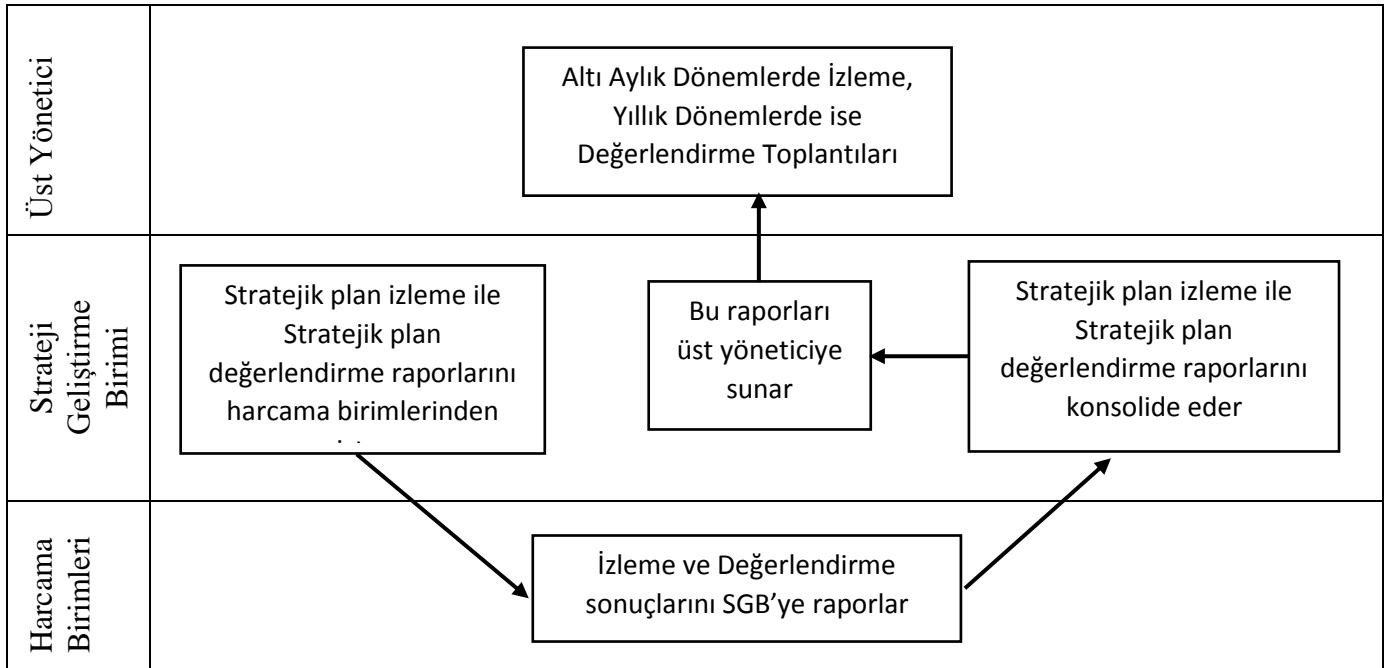 Üst Yönetici
Altı Aylık Dönemlerde İzleme,
Yıllık Dönemlerde ise
Değerlendirme Toplantıları
Strateji
Geliştirme
Birimi
Stratejik plan izleme ile
Stratejik plan
değerlendirme raporlarını
harcama birimlerinden
Bu raporları
üst yöneticiye
sunar
Stratejik plan izleme ile
Stratejik plan
değerlendirme raporlarını
konsolide eder
Harcama
Birimleri
İzleme ve Değerlendirme
sonuçlarını SGB’ye raporlar